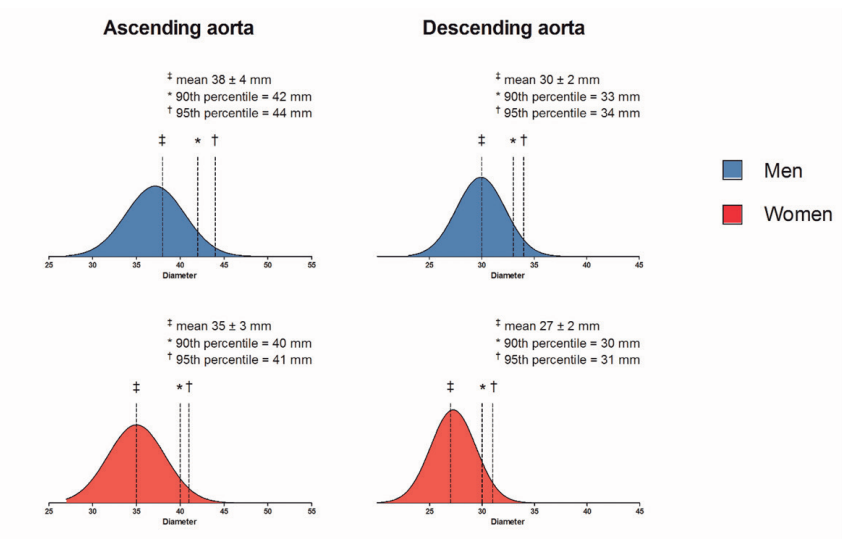 Ascending aorta
Descending aorta
‡ mean 38 ± 4 mm
* 90th percentile = 42 mm
† 95th percentile = 44 mm
‡ * †
25 30 35 40 45 50 55
Diameter
‡ mean 30 ± 2 mm
* 90th percentile = 33 mm
† 95th percentile = 34 mm
‡ * †
25 30 35 40 45
Diameter
Men
Women
‡ mean 35 ± 3 mm
* 90th percentile = 40 mm
† 95th percentile = 41 mm
‡ * †
25 30 35 40 45 50 55
Diameter
‡ mean 27 ± 2 mm
* 90th percentile = 30 mm
† 95th percentile = 31 mm
‡ * †
25 30 35 40 45
Diameter